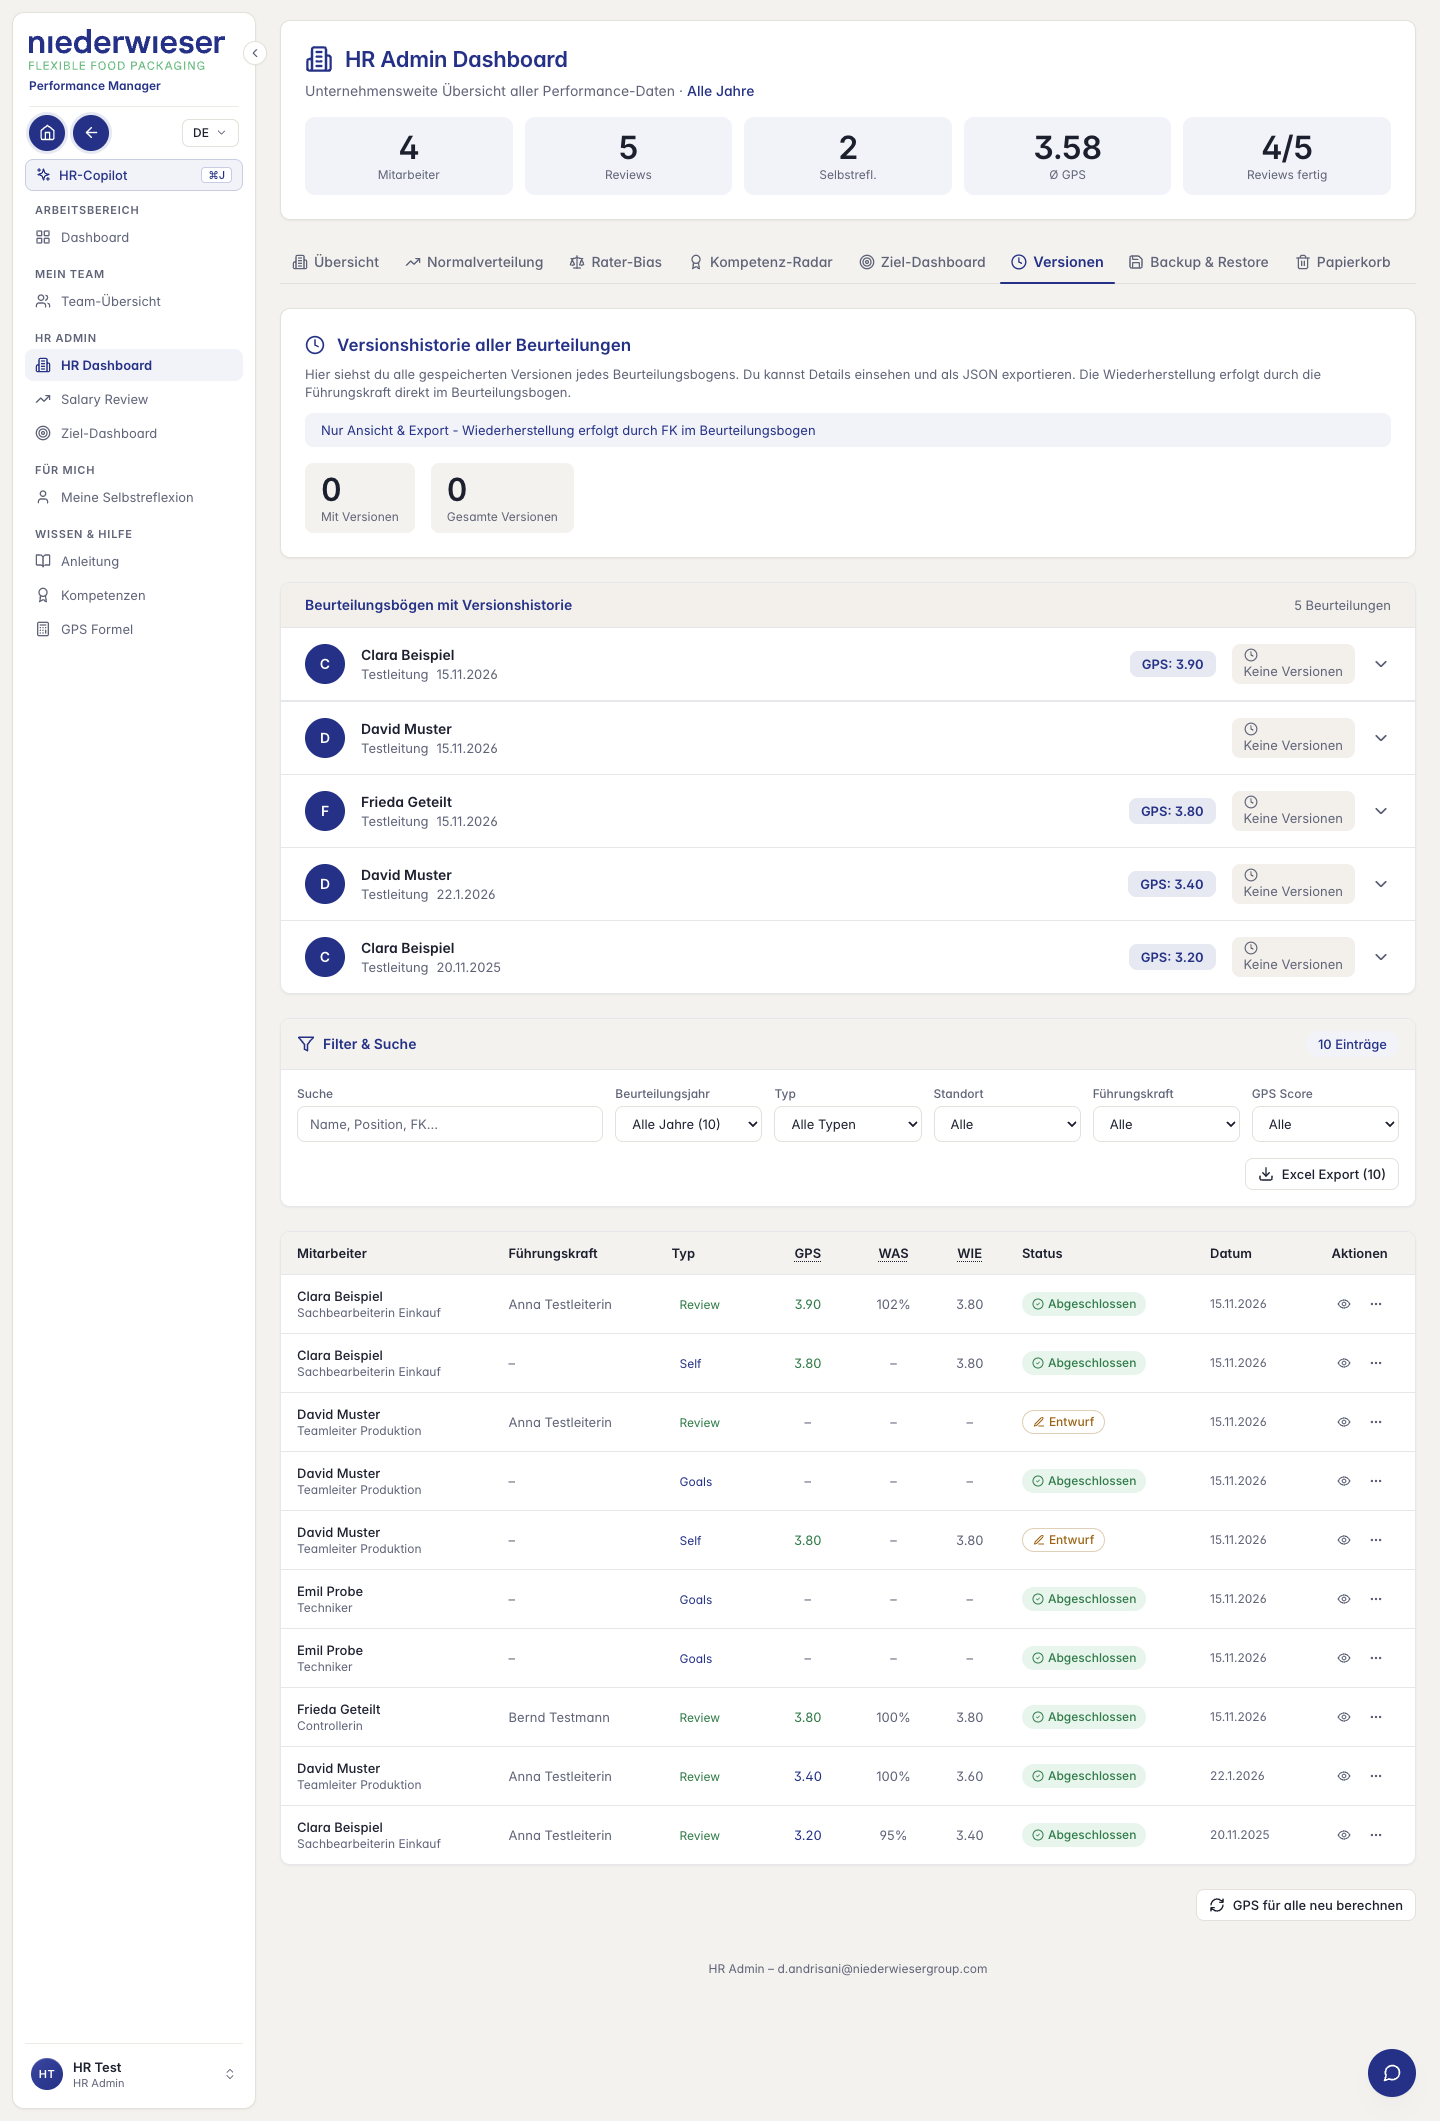 niederwieser
FLEXIBLE FOOD PACKAGING
Performance Manager
DE
HR-Copilot ⌘J
ARBEITSBEREICH
Dashboard
MEIN TEAM
Team-Übersicht
HR ADMIN
HR Dashboard
Salary Review
Ziel-Dashboard
FÜR MICH
Meine Selbstreflexion
WISSEN & HILFE
Anleitung
Kompetenzen
GPS Formel
HT
HR Test
HR Admin
HR Admin Dashboard
Unternehmensweite Übersicht aller Performance-Daten · Alle Jahre
4
Mitarbeiter
5
Reviews
2
Selbstrefl.
3.58
Ø GPS
4/5
Reviews fertig
Übersicht Normalverteilung Rater-Bias Kompetenz-Radar Ziel-Dashboard Versionen Backup & Restore Papierkorb
Versionshistorie aller Beurteilungen
Hier siehst du alle gespeicherten Versionen jedes Beurteilungsbogens. Du kannst Details einsehen und als JSON exportieren. Die Wiederherstellung erfolgt durch die
Führungskraft direkt im Beurteilungsbogen.
Nur Ansicht & Export - Wiederherstellung erfolgt durch FK im Beurteilungsbogen
0
Mit Versionen
0
Gesamte Versionen
Beurteilungsbögen mit Versionshistorie 5 Beurteilungen
C
Clara Beispiel
Testleitung 15.11.2026
GPS: 3.90
Keine Versionen
D
David Muster
Testleitung 15.11.2026
Keine Versionen
F
Frieda Geteilt
Testleitung 15.11.2026
GPS: 3.80
Keine Versionen
D
David Muster
Testleitung 22.1.2026
GPS: 3.40
Keine Versionen
C
Clara Beispiel
Testleitung 20.11.2025
GPS: 3.20
Keine Versionen
Filter & Suche 10 Einträge
Suche Beurteilungsjahr Typ Standort Führungskraft GPS Score
Name, Position, FK... Alle Jahre (10) Alle Typen Alle Alle Alle
Excel Export (10)
Mitarbeiter Führungskraft Typ GPS WAS WIE Status Datum Aktionen
Clara Beispiel
Sachbearbeiterin Einkauf
Anna Testleiterin Review 3.90 102% 3.80 Abgeschlossen 15.11.2026
Clara Beispiel
Sachbearbeiterin Einkauf
– Self 3.80 – 3.80 Abgeschlossen 15.11.2026
David Muster
Teamleiter Produktion
Anna Testleiterin Review – – – Entwurf 15.11.2026
David Muster
Teamleiter Produktion
– Goals – – – Abgeschlossen 15.11.2026
David Muster
Teamleiter Produktion
– Self 3.80 – 3.80 Entwurf 15.11.2026
Emil Probe
Techniker
– Goals – – – Abgeschlossen 15.11.2026
Emil Probe
Techniker
– Goals – – – Abgeschlossen 15.11.2026
Frieda Geteilt
Controllerin
Bernd Testmann Review 3.80 100% 3.80 Abgeschlossen 15.11.2026
David Muster
Teamleiter Produktion
Anna Testleiterin Review 3.40 100% 3.60 Abgeschlossen 22.1.2026
Clara Beispiel
Sachbearbeiterin Einkauf
Anna Testleiterin Review 3.20 95% 3.40 Abgeschlossen 20.11.2025
GPS für alle neu berechnen
HR Admin – d.andrisani@niederwiesergroup.com